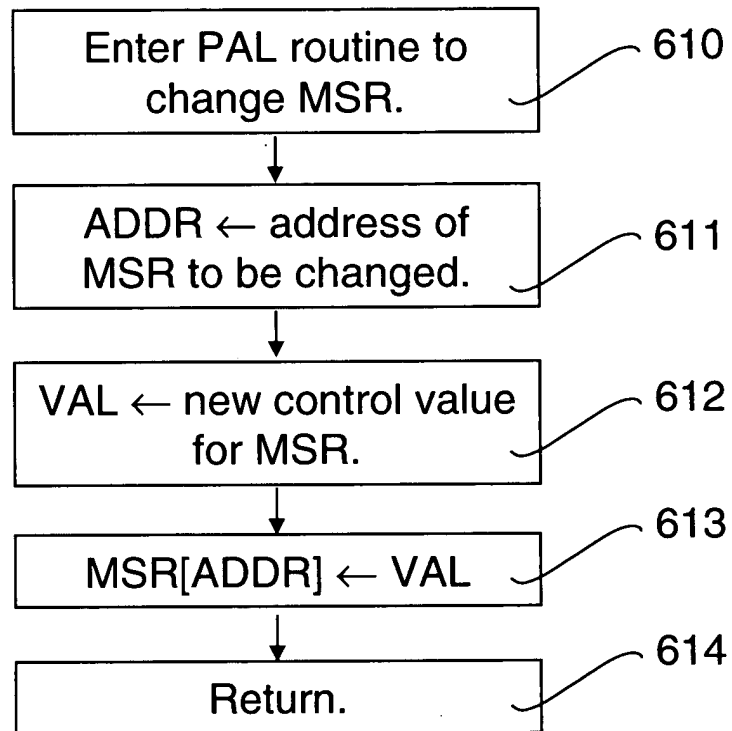 Enter PAL routine to
change MSR.
610
ADDR ← address of
MSR to be changed.
611
VAL ← new control value
for MSR.
612
MSR[ADDR] ← VAL
613
Return.
614